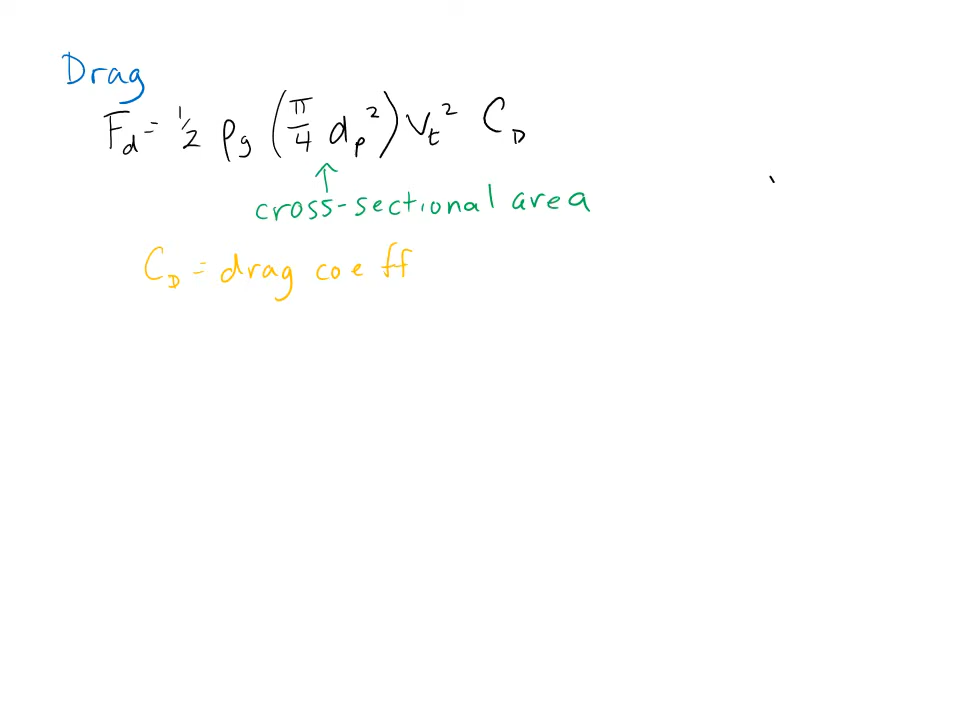 Drag
F_d = 1/2 ρ_g (π/4 d_p²) V_t² C_D
↑
cross-sectional area
C_D = drag coeff